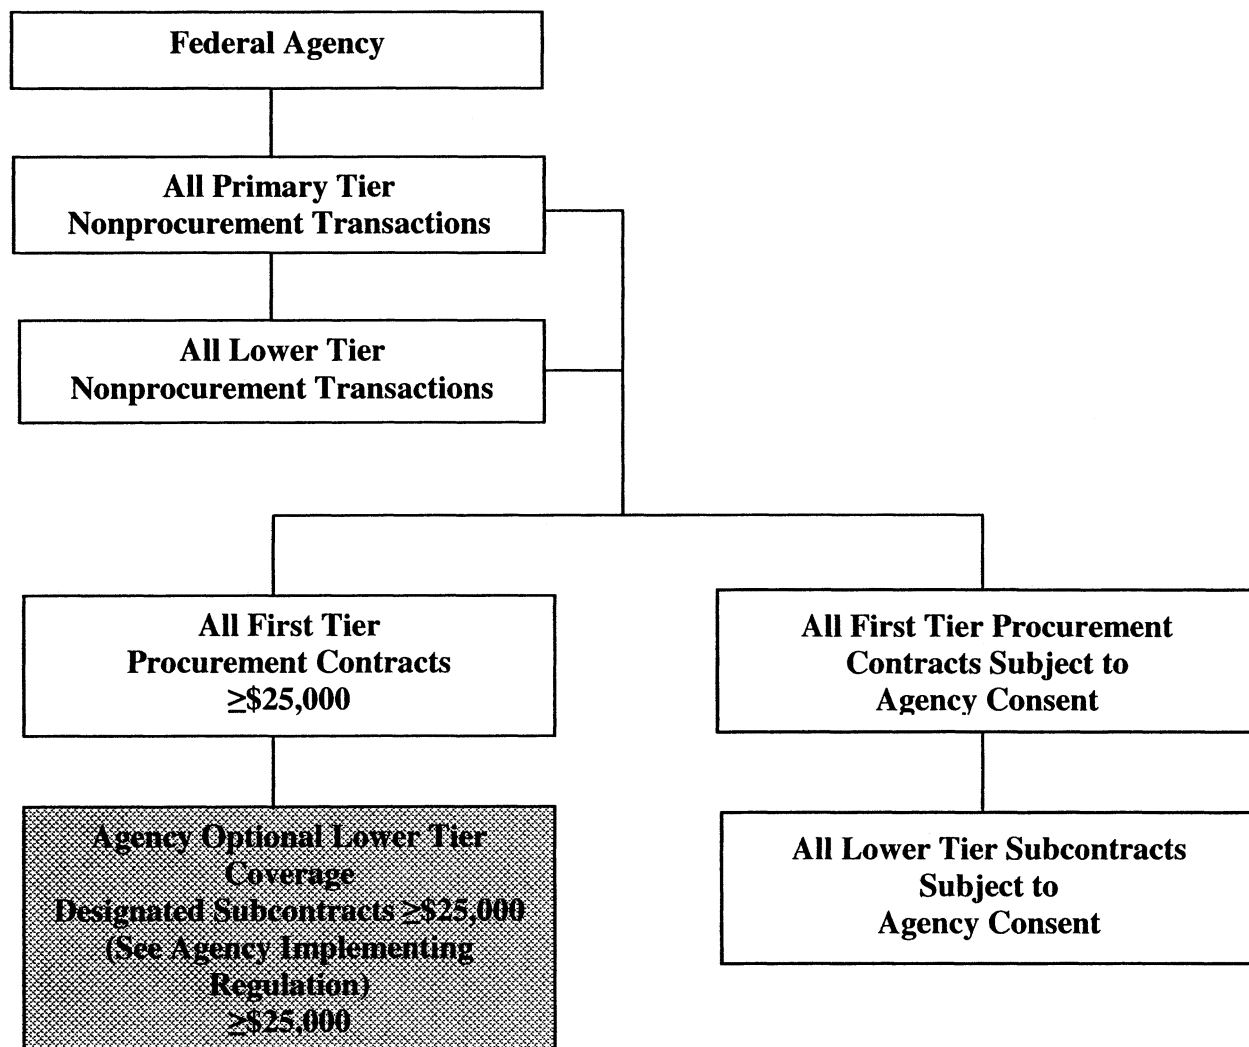 Federal Agency
All Primary Tier
Nonprocurement Transactions
All Lower Tier
Nonprocurement Transactions
All First Tier
Procurement Contracts
≥$25,000
All First Tier Procurement
Contracts Subject to
Agency Consent
Agency Optional Lower Tier
Coverage
Designated Subcontracts ≥$25,000
(See Agency Implementing
Regulation)
≥$25,000
All Lower Tier Subcontracts
Subject to
Agency Consent